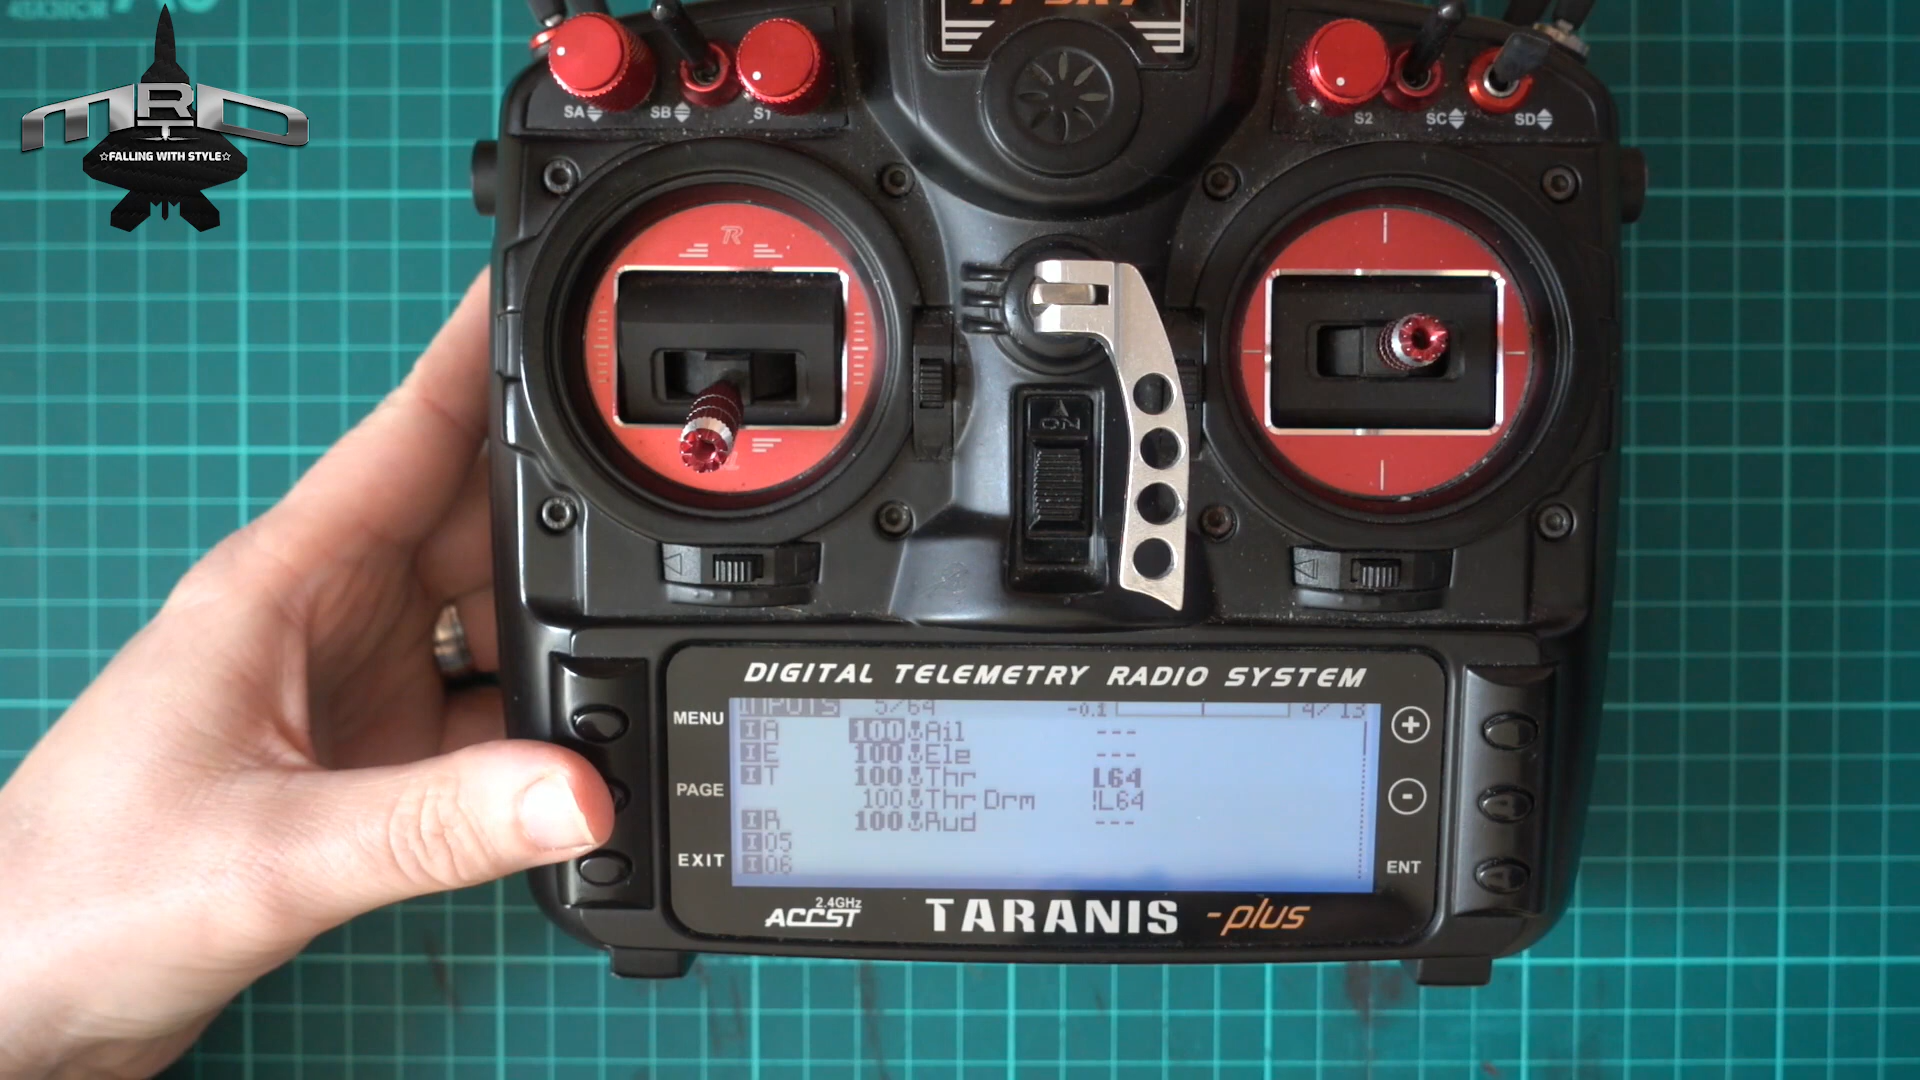 MRD
☆FALLING WITH STYLE☆
SA SB S1
S2 SC SD
R
ON
DIGITAL TELEMETRY RADIO SYSTEM
MENU
PAGE
EXIT
INPUTS 5/64 -0.1 4/13
IA 100 Ail ---
IE 100 Ele ---
IT 100 Thr L64
100 Thr Drm !L64
IR 100 Rud ---
I05
I06
+
-
ENT
2.4GHz
ACCST TARANIS -plus